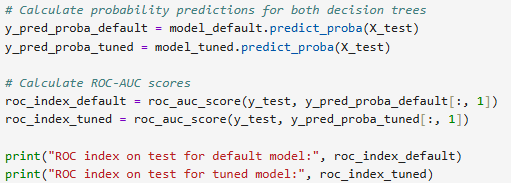 # Calculate probability predictions for both decision trees
y_pred_proba_default = model_default.predict_proba(X_test)
y_pred_proba_tuned = model_tuned.predict_proba(X_test)
# Calculate ROC-AUC scores
roc_index_default = roc_auc_score(y_test, y_pred_proba_default[:, 1])
roc_index_tuned = roc_auc_score(y_test, y_pred_proba_tuned[:, 1])
print("ROC index on test for default model:", roc_index_default)
print("ROC index on test for tuned model:", roc_index_tuned)